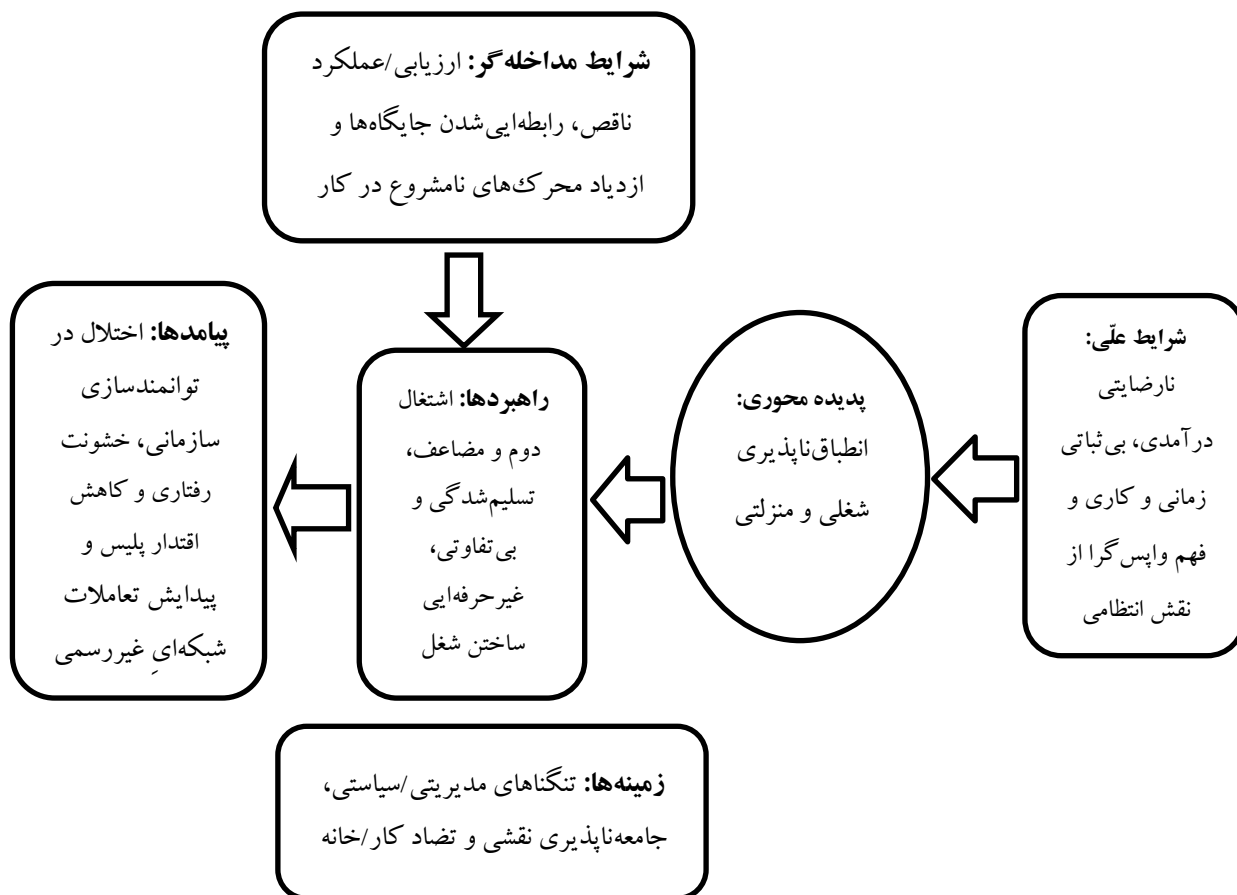 شرایط مداخله‌گر: ارزیابی/عملکرد
ناقص، رابطه‌ایی‌شدن جایگاه‌ها و
ازدیاد محرک‌های نامشروع در کار
شرایط علّی:
نارضایتی
درآمدی، بی‌ثباتی
زمانی و کاری و
فهم واپس‌گرا از
نقش انتظامی
پدیده محوری:
انطباق‌ناپذیری
شغلی و منزلتی
راهبردها: اشتغال
دوم و مضاعف،
تسلیم‌شدگی و
بی‌تفاوتی،
غیرحرفه‌ایی
ساختن شغل
پیامدها: اختلال در
توانمندسازی
سازمانی، خشونت
رفتاری و کاهش
اقتدار پلیس و
پیدایش تعاملات
شبکه‌ایِ غیررسمی
زمینه‌ها: تنگناهای مدیریتی/سیاستی،
جامعه‌ناپذیری نقشی و تضاد کار/خانه